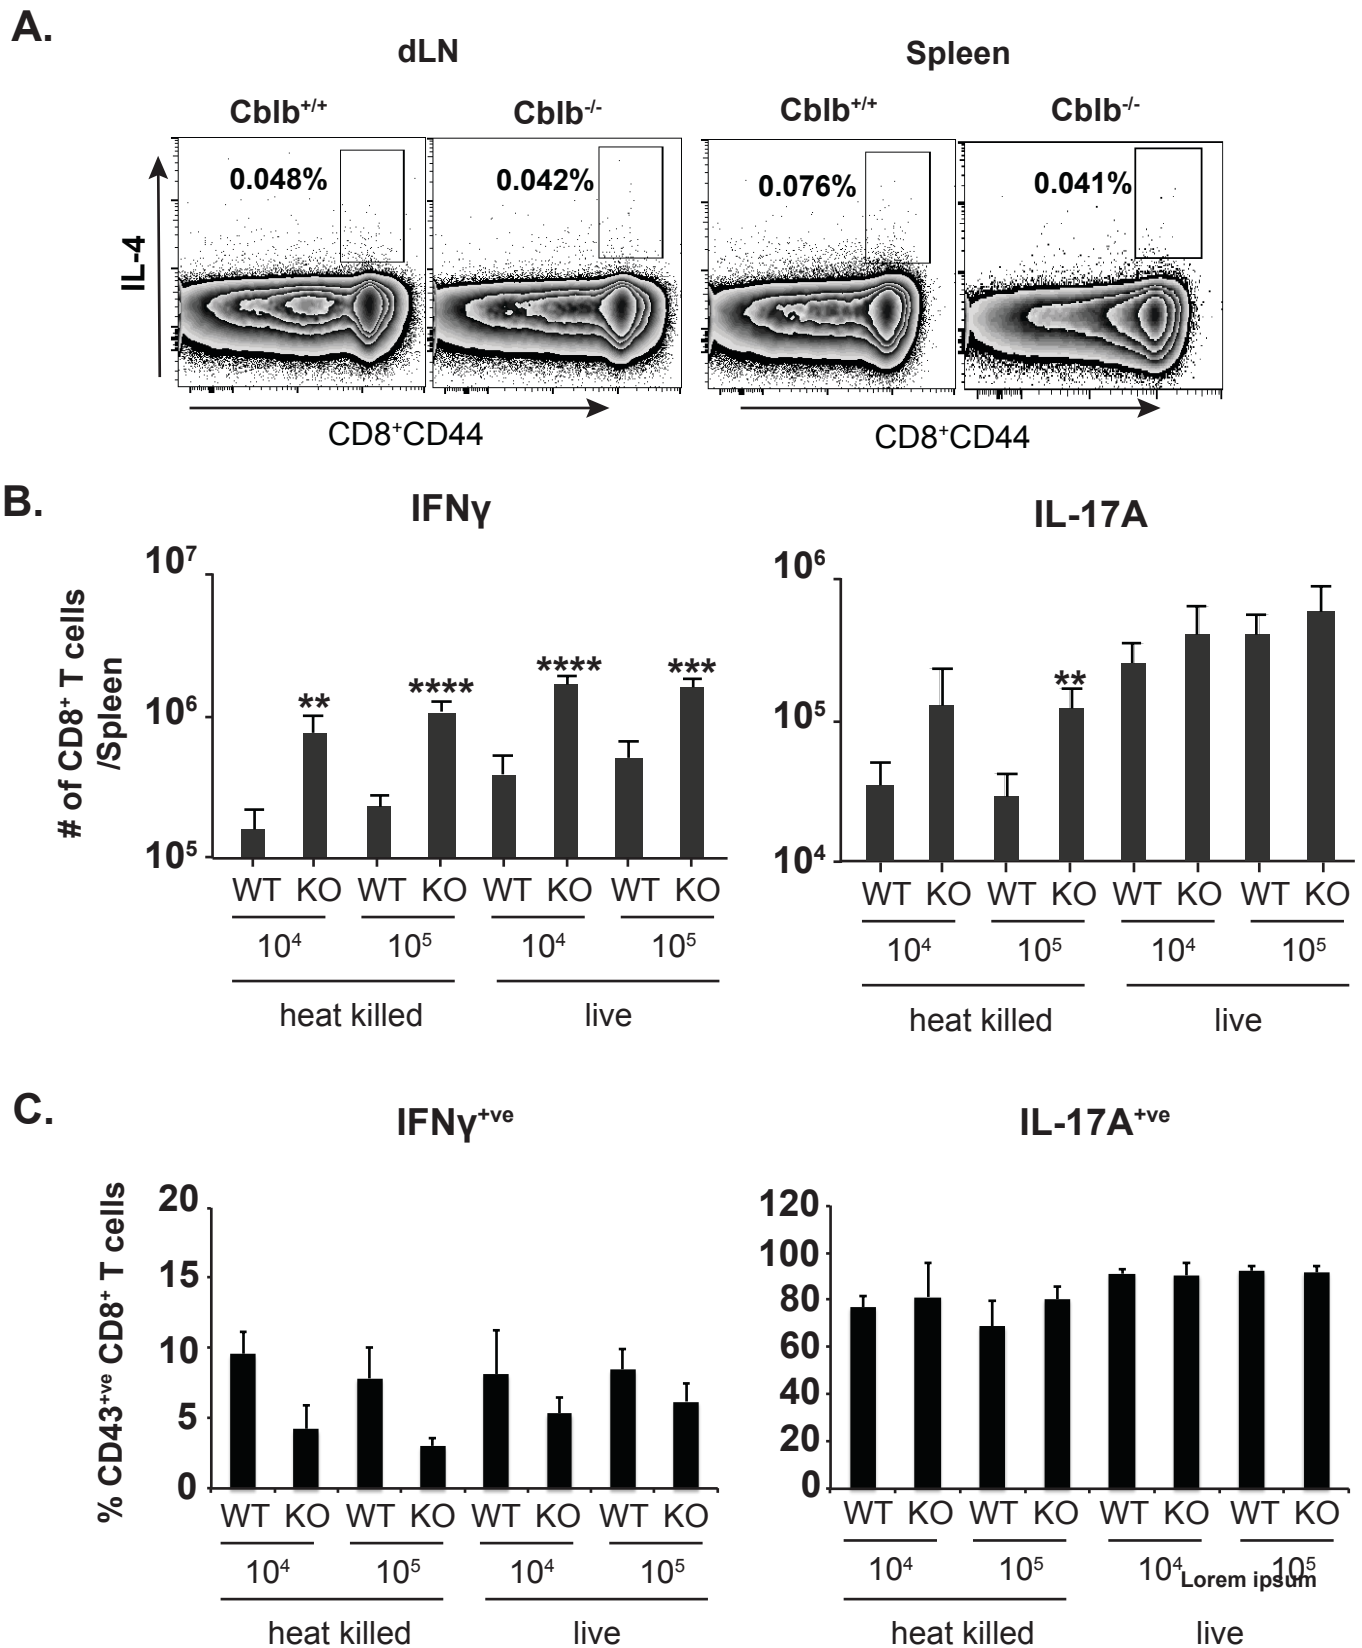 A.
dLN Spleen
Cblb+/+ Cblb-/- Cblb+/+ Cblb-/-
0.048% 0.042% 0.076% 0.041%
IL-4
CD8+CD44 CD8+CD44
B.
IFNγ IL-17A
# of CD8+ T cells
/Spleen
10⁷
10⁶
10⁵
** **** **** ***
WT KO WT KO WT KO WT KO
10⁴ 10⁵ 10⁴ 10⁵
heat killed live
10⁶
10⁵
10⁴
**
WT KO WT KO WT KO WT KO
10⁴ 10⁵ 10⁴ 10⁵
heat killed live
C.
IFNγ+ve IL-17A+ve
% CD43+ve CD8+ T cells
20
15
10
5
0
WT KO WT KO WT KO WT KO
10⁴ 10⁵ 10⁴ 10⁵
heat killed live
120
100
80
60
40
20
0
WT KO WT KO WT KO WT KO
10⁴ 10⁵ 10⁴ 10⁵
Lorem ipsum
heat killed live